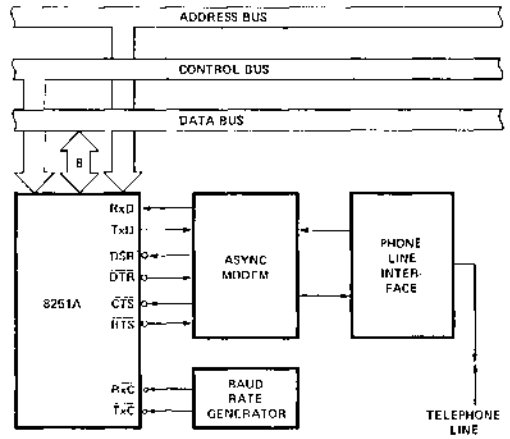 ADDRESS BUS
CONTROL BUS
DATA BUS
8
8251A
RxD
TxD
DSR
DTR
CTS
RTS
RxC
TxC
ASYNC
MODEM
PHONE
LINE
INTER-
FACE
BAUD
RATE
GENERATOR
TELEPHONE
LINE